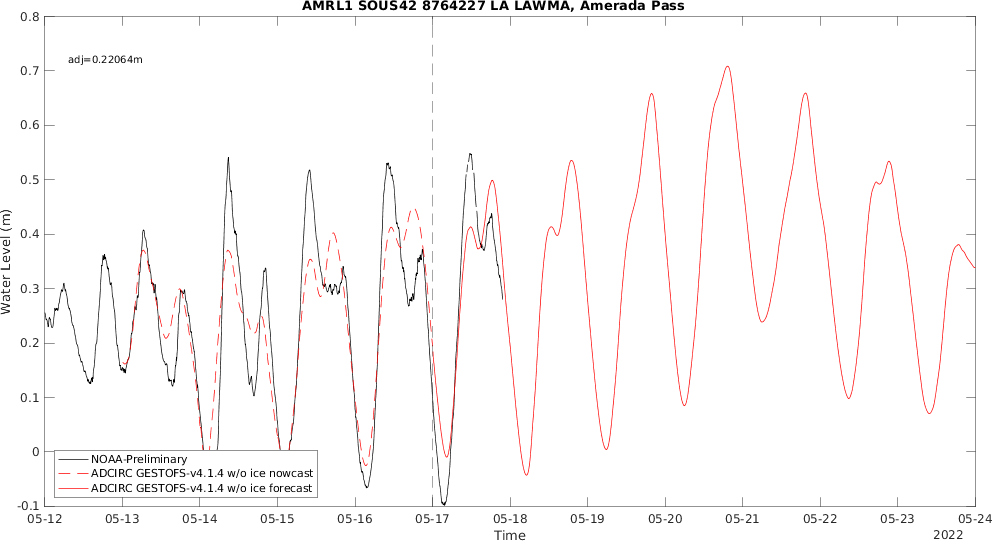 AMRL1 SOUS42 8764227 LA LAWMA, Amerada Pass
adj=0.22064m
Water Level (m)
0.8
0.7
0.6
0.5
0.4
0.3
0.2
0.1
0
-0.1
NOAA-Preliminary
ADCIRC GESTOFS-v4.1.4 w/o ice nowcast
ADCIRC GESTOFS-v4.1.4 w/o ice forecast
05-12 05-13 05-14 05-15 05-16 05-17 05-18 05-19 05-20 05-21 05-22 05-23 05-24
Time
2022